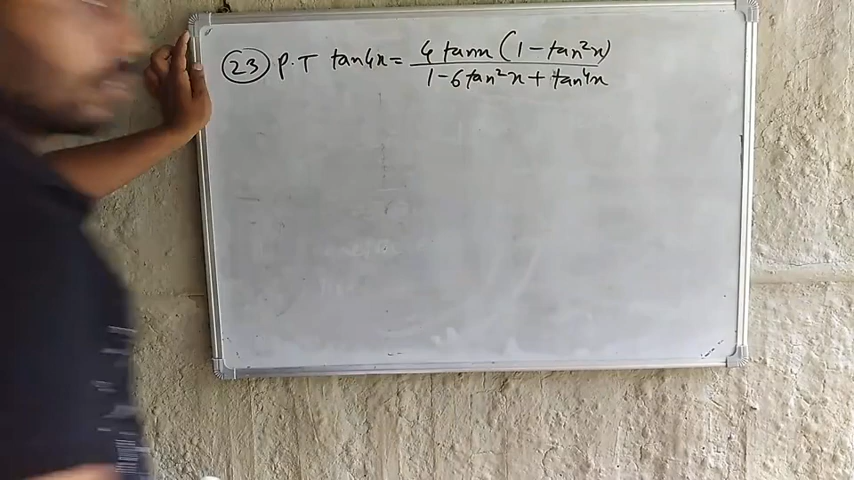 (23) P.T tan4x = 4 tanx (1 - tan²x) / 1 - 6tan²x + tan⁴x